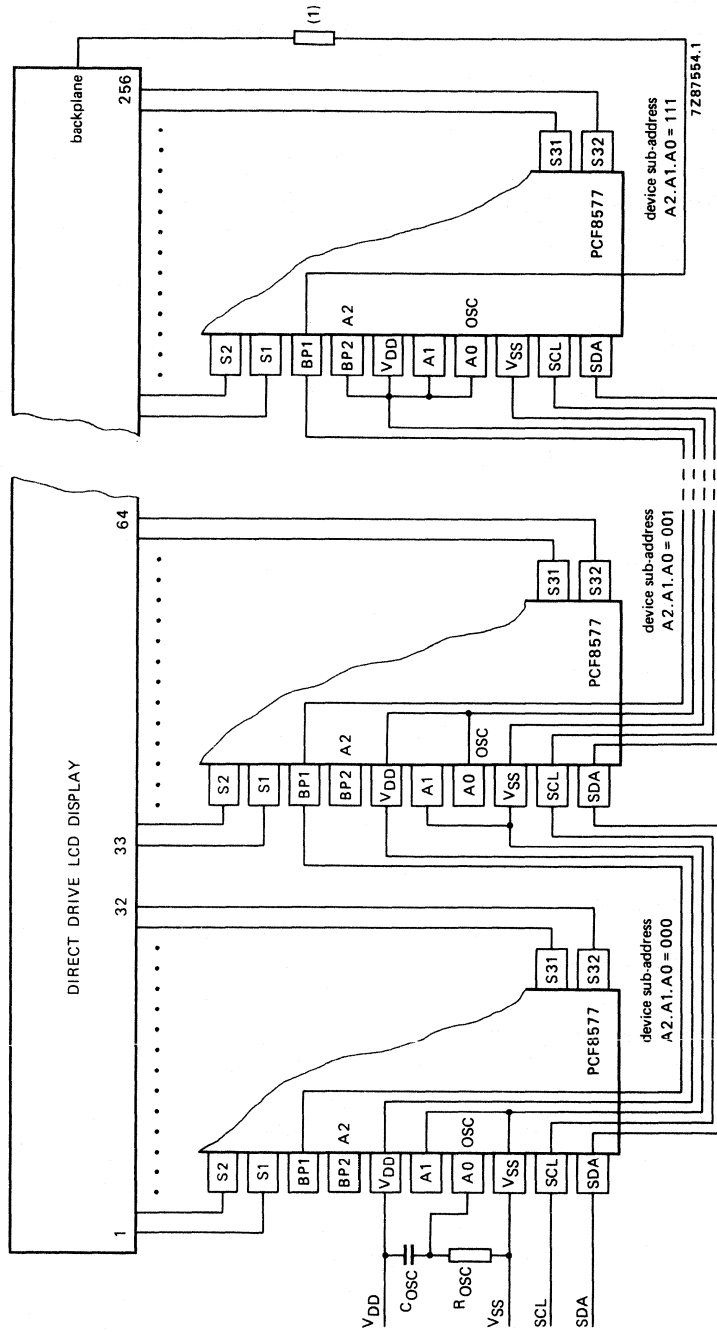 DIRECT DRIVE LCD DISPLAY
backplane
(1)
1
32
33
64
256
S2
S1
BP1
BP2
VDD
A1
A0
VSS
SCL
SDA
A2
OSC
S31
S32
PCF8577
device sub-address
A2.A1.A0 = 000
S2
S1
BP1
BP2
VDD
A1
A0
VSS
SCL
SDA
A2
OSC
S31
S32
PCF8577
device sub-address
A2.A1.A0 = 001
S2
S1
BP1
BP2
VDD
A1
A0
VSS
SCL
SDA
A2
OSC
S31
S32
PCF8577
device sub-address
A2.A1.A0 = 111
VDD
COSC
ROSC
VSS
SCL
SDA
7Z87554.1